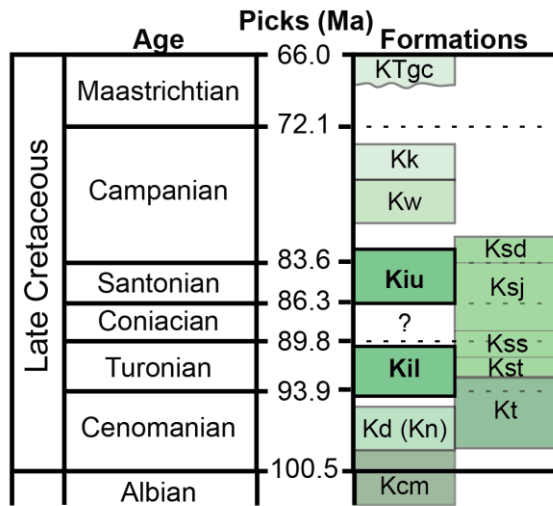 Picks (Ma)
Age
Formations
Late Cretaceous
66.0
KTgc
Maastrichtian
72.1
Kk
Campanian
Kw
Ksd
83.6
Santonian
Kiu
Ksj
86.3
Coniacian
?
89.8
Kss
Turonian
Kil
Kst
93.9
Kt
Cenomanian
Kd (Kn)
100.5
Albian
Kcm